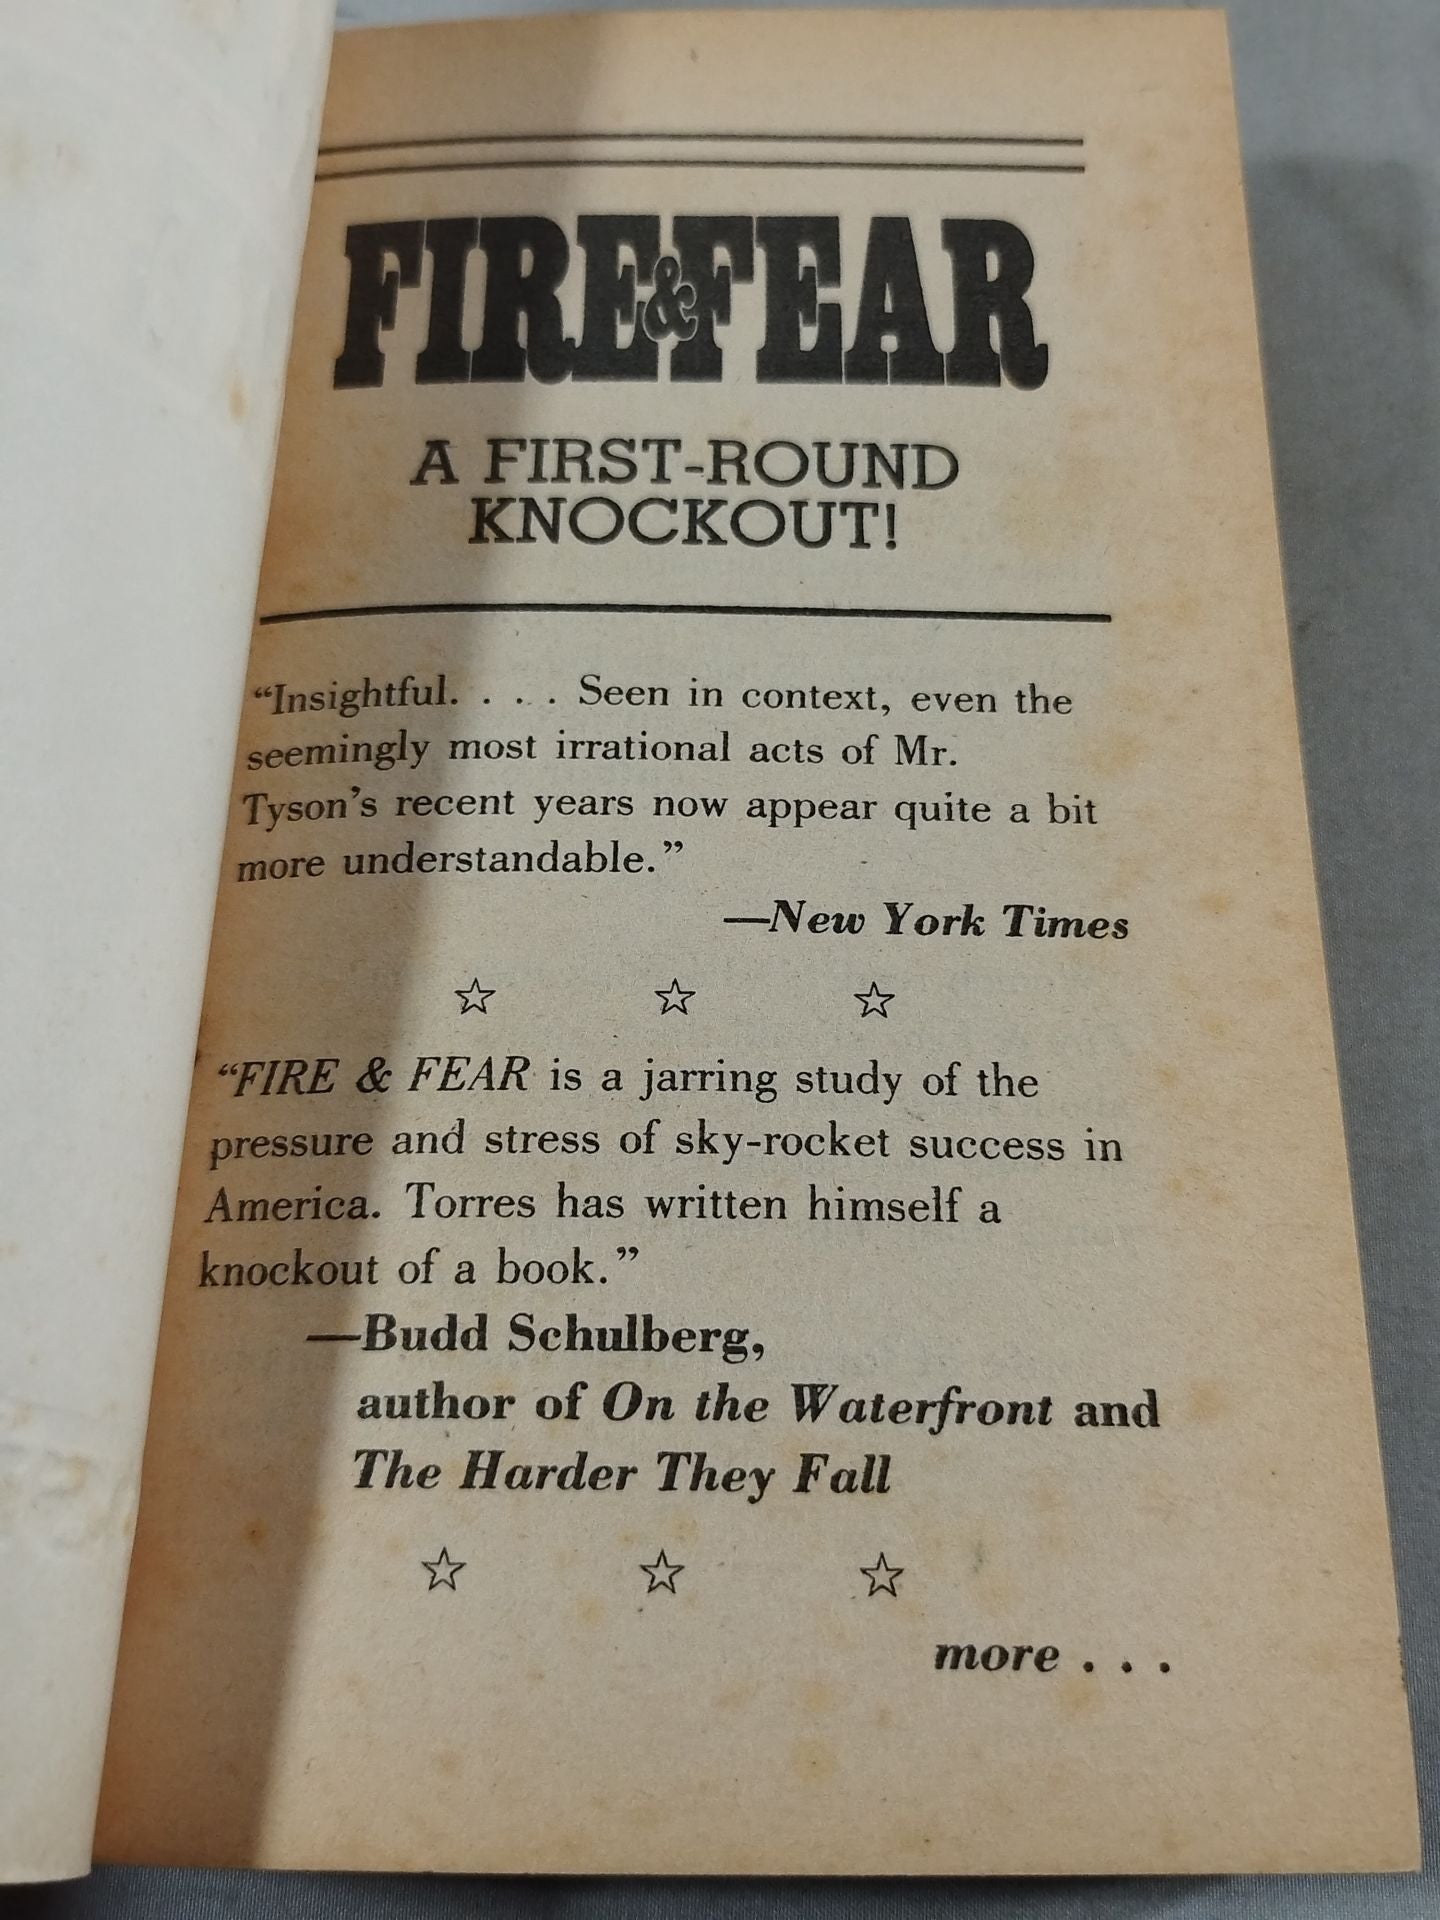 FIRE & FEAR
A FIRST-ROUND
KNOCKOUT!
“Insightful. . . . Seen in context, even the
seemingly most irrational acts of Mr.
Tyson’s recent years now appear quite a bit
more understandable.”
—New York Times
☆ ☆ ☆
“FIRE & FEAR is a jarring study of the
pressure and stress of sky-rocket success in
America. Torres has written himself a
knockout of a book.”
—Budd Schulberg,
author of On the Waterfront and
The Harder They Fall
☆ ☆ ☆
more . . .